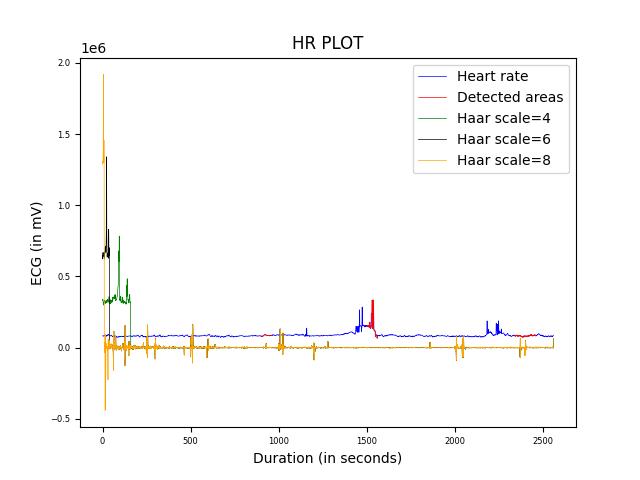 HR PLOT
1e6
Heart rate
Detected areas
Haar scale=4
Haar scale=6
Haar scale=8
2.0
1.5
1.0
0.5
0.0
−0.5
ECG (in mV)
0 500 1000 1500 2000 2500
Duration (in seconds)